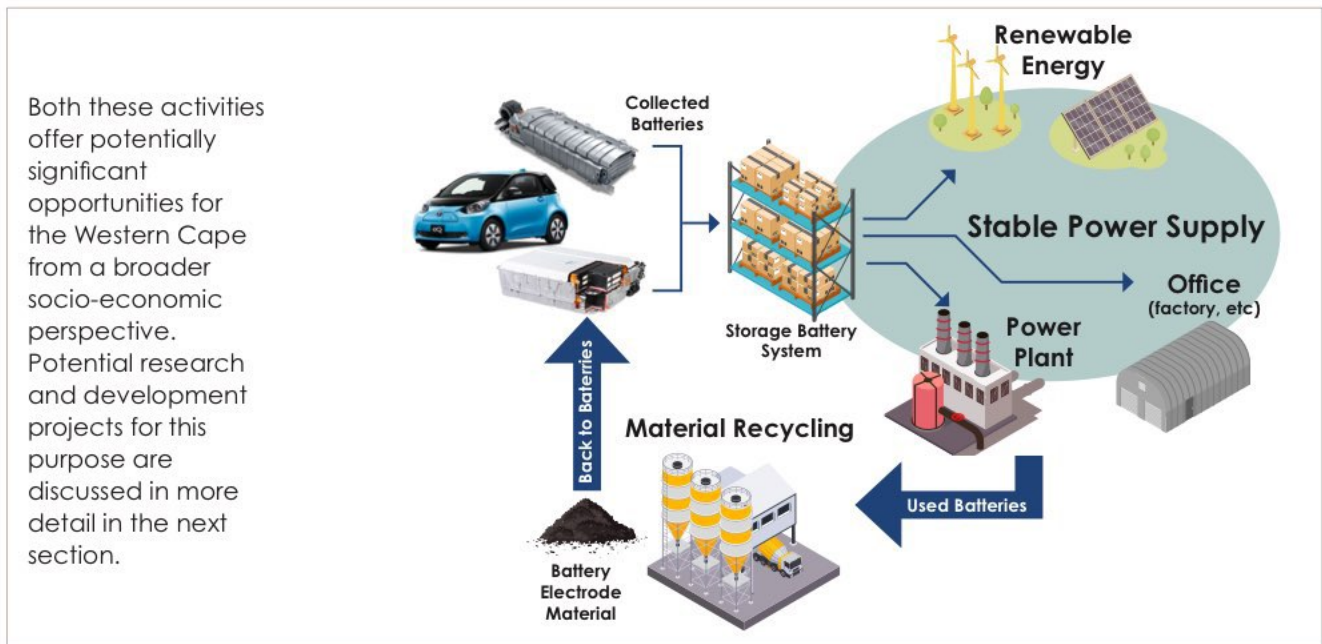 Both these activities
offer potentially
significant
opportunities for
the Western Cape
from a broader
socio-economic
perspective.
Potential research
and development
projects for this
purpose are
discussed in more
detail in the next
section.
Collected
Batteries
Renewable
Energy
Storage Battery
System
Stable Power Supply
Office
(factory, etc)
Power
Plant
Used Batteries
Material Recycling
Back to Baterries
Battery
Electrode
Material